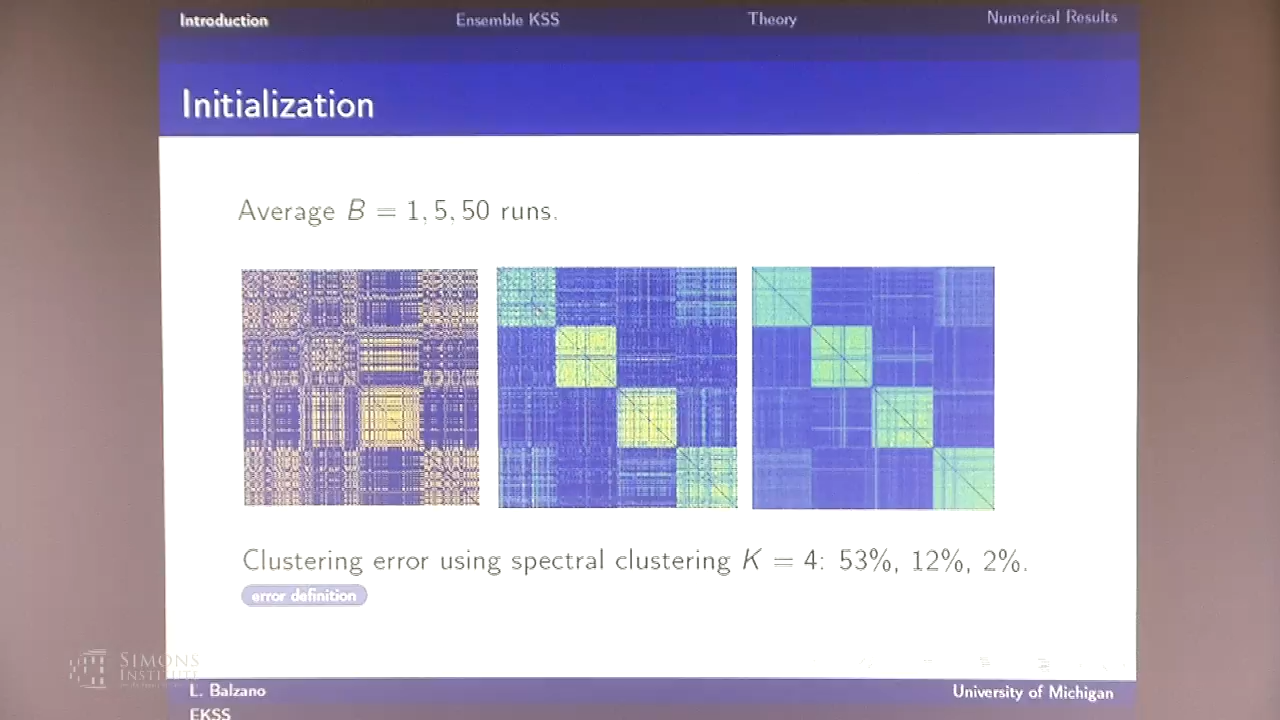 Introduction Ensemble KSS Theory Numerical Results
Initialization
Average B = 1, 5, 50 runs.
Clustering error using spectral clustering K = 4: 53%, 12%, 2%.
error definition
SIMONS
INSTITUTE
L. Balzano University of Michigan
EKSS